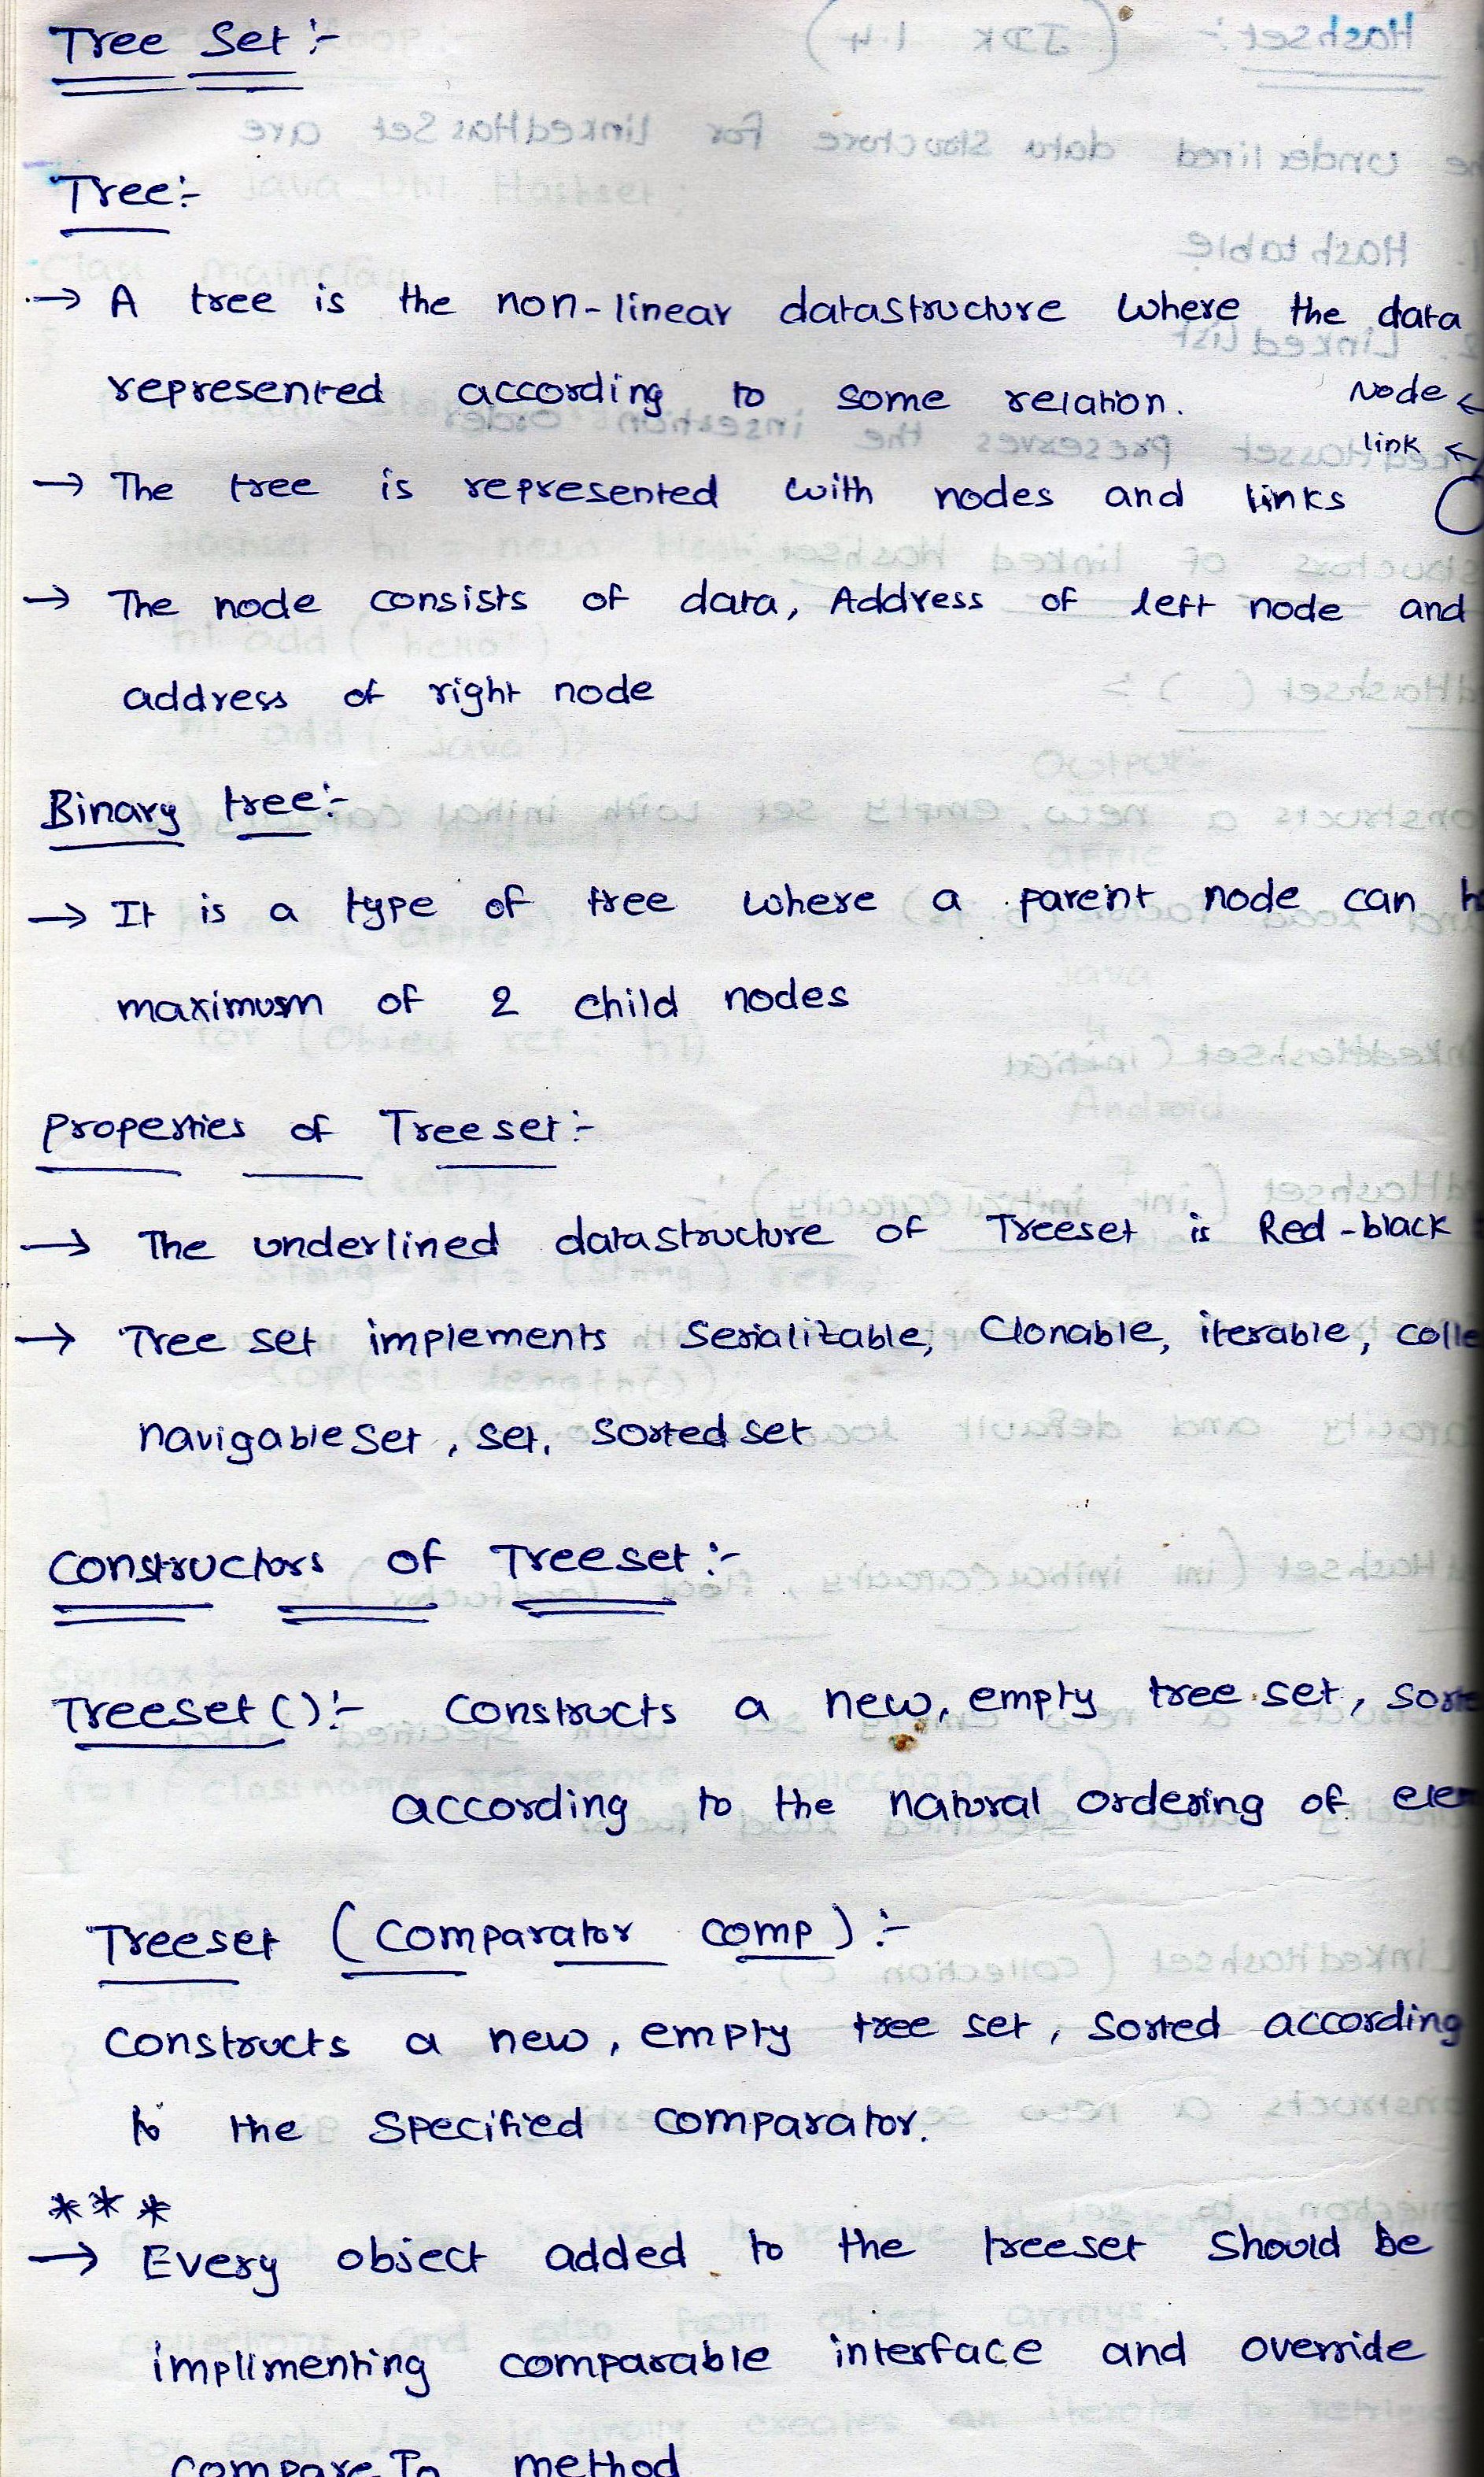 Tree Set :-
Tree:-
→ A tree is the non-linear datastructure where the data
represented according to some relation. Node ←
link ←
→ The tree is represented with nodes and links
→ The node consists of data, Address of left node and
address of right node
Binary tree:-
→ It is a type of tree where a parent node can
maximum of 2 child nodes
Properties of Treeset:-
→ The underlined datastructure of Treeset is Red-black
→ Tree set implements Serializable, Clonable, iterable, colle
navigableSet, set, Sortedset
Constructors of Treeset:-
Treeset():- Constructs a new, empty tree set, sorte
according to the natural ordering of elem
Treeset (Comparator comp):-
Constructs a new, empty tree set, sorted according
to the specified comparator.
***
→ Every object added to the treeset should be
implimenting comparable interface and override
compareTo method